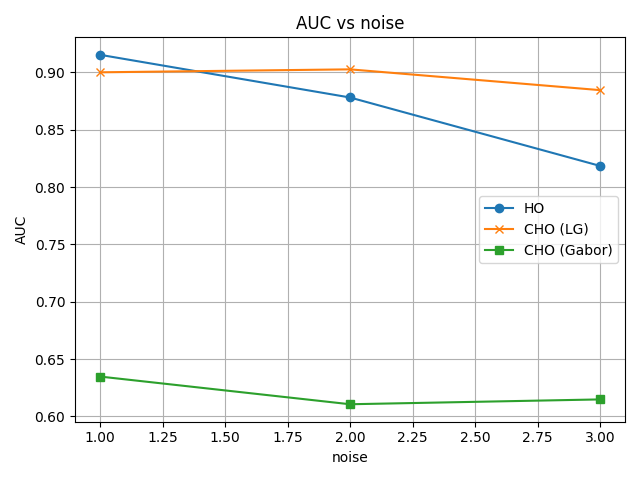 AUC vs noise
AUC
0.90
0.85
0.80
0.75
0.70
0.65
0.60
HO
CHO (LG)
CHO (Gabor)
1.00 1.25 1.50 1.75 2.00 2.25 2.50 2.75 3.00
noise